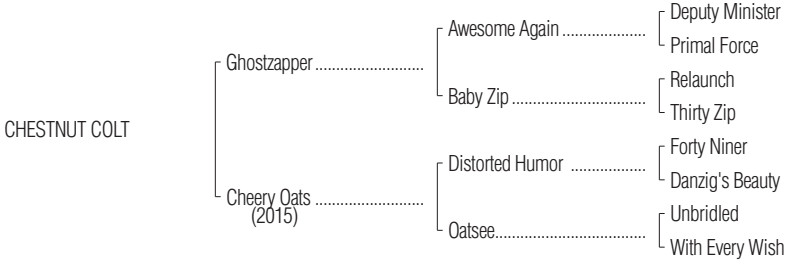 Deputy Minister
Awesome Again ....................
Primal Force
Ghostzapper ..........................
Relaunch
Baby Zip ................................
Thirty Zip
CHESTNUT COLT
Forty Niner
Distorted Humor ..................
Danzig's Beauty
Cheery Oats ..........................
(2015)
Unbridled
Oatsee....................................
With Every Wish